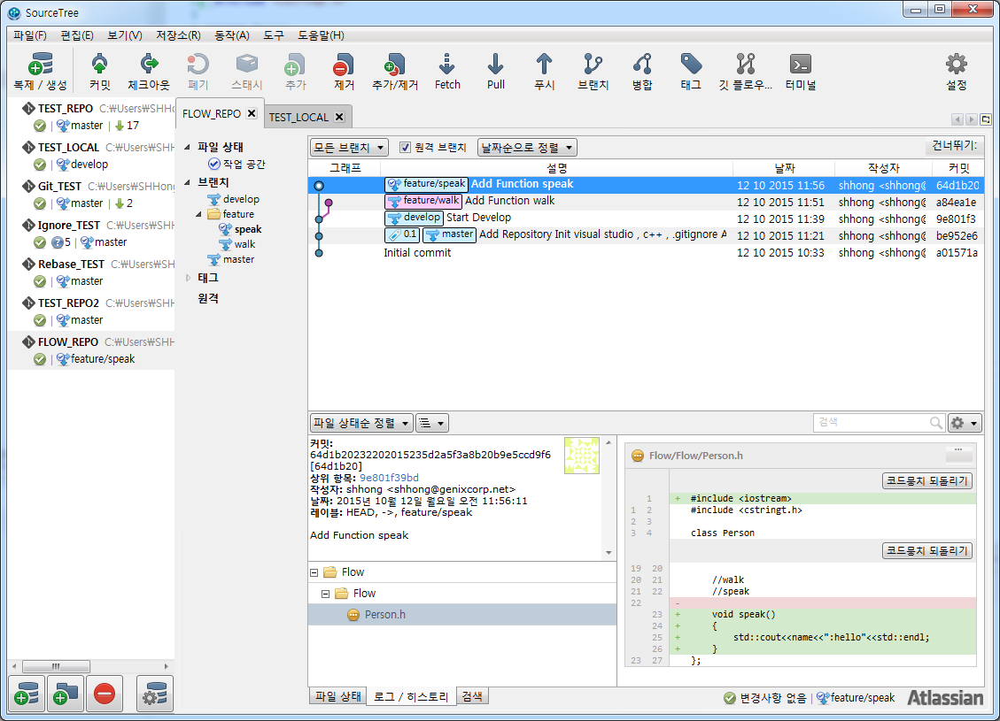 SourceTree
파일(F) 편집(E) 보기(V) 저장소(R) 동작(A) 도구 도움말(H)
복제 / 생성 커밋 체크아웃 폐기 스태시 추가 제거 추가/제거 Fetch Pull 푸시 브랜치 병합 태그 깃 플로우... 터미널 설정
TEST_REPO C:₩Users₩SHHo
master | 17
TEST_LOCAL C:₩Users₩SHH
develop
Git_TEST C:₩Users₩SHHong
master | 2
Ignore_TEST C:₩Users₩SHH
5 | master
Rebase_TEST C:₩Users₩SH
master
TEST_REPO2 C:₩Users₩SHH
master
FLOW_REPO C:₩Users₩SHH
feature/speak
FLOW_REPO TEST_LOCAL
파일 상태
작업 공간
브랜치
develop
feature
speak
walk
master
태그
원격
모든 브랜치 원격 브랜치 날짜순으로 정렬 건너뛰기:
그래프 설명 날짜 작성자 커밋
feature/speak Add Function speak 12 10 2015 11:56 shhong <shhong@ 64d1b20
feature/walk Add Function walk 12 10 2015 11:51 shhong <shhong@ a84ea1e
develop Start Develop 12 10 2015 11:39 shhong <shhong@ 9e801f3
0.1 master Add Repository Init visual studio , c++ , .gitignore A 12 10 2015 11:21 shhong <shhong@ be952e6
Initial commit 12 10 2015 10:33 shhong <shhong@ a01571a
파일 상태순 정렬 검색
커밋:
64d1b20232202015235d2a5f3a8b20b9e5ccd9f6
[64d1b20]
상위 항목: 9e801f39bd
작성자: shhong <shhong@genixcorp.net>
날짜: 2015년 10월 12일 월요일 오전 11:56:11
레이블: HEAD, ->, feature/speak
Add Function speak
Flow
Flow
Person.h
Flow/Flow/Person.h ...
코드뭉치 되돌리기
1 + #include <iostream>
1 2 #include <cstringt.h>
2 3
3 4 class Person
코드뭉치 되돌리기
19 20
20 21 //walk
21 22 //speak
22 -
23 + void speak()
24 + {
25 + std::cout<<name<<":hello"<<std::endl;
26 + }
23 27 };
파일 상태 로그 / 히스토리 검색
변경사항 없음 | feature/speak Atlassian